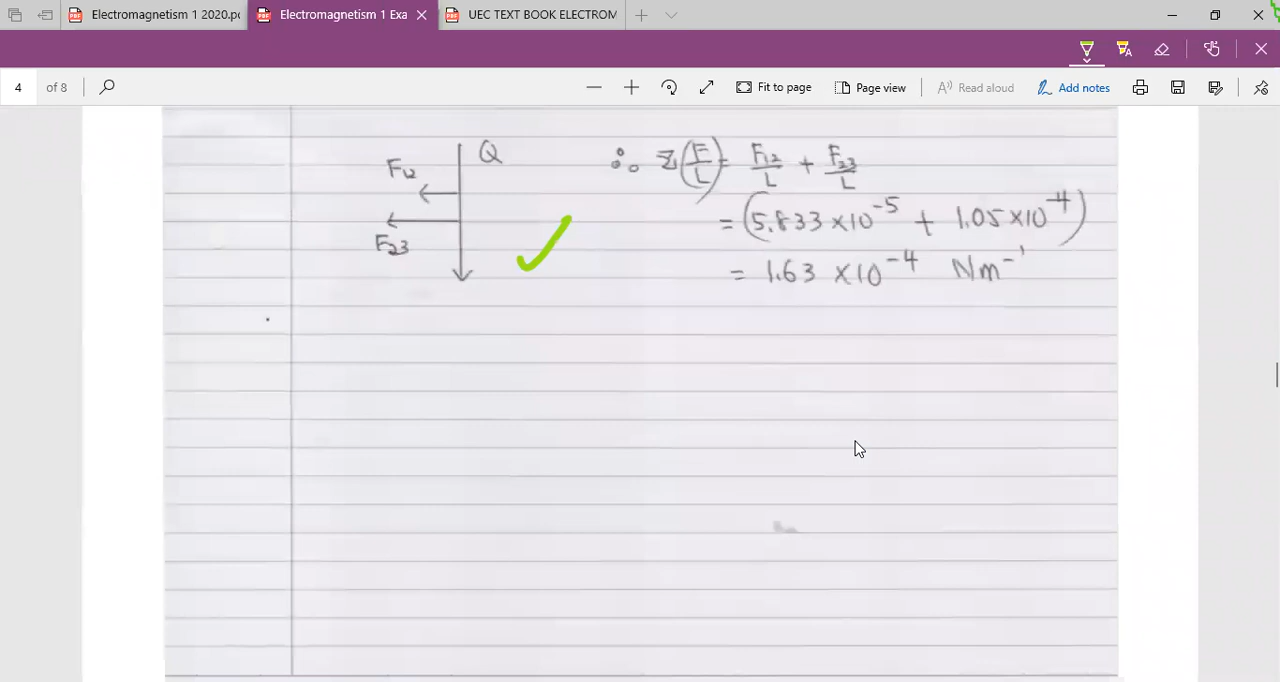 Electromagnetism 1 2020.pd
Electromagnetism 1 Exa
UEC TEXT BOOK ELECTROM
4 of 8
Fit to page
Page view
A Read aloud
Add notes
Q
F12
F23
∴ Σ(F/L) = F12/L + F23/L
= (5.833 ×10⁻⁵ + 1.05×10⁻⁴)
= 1.63 ×10⁻⁴ Nm⁻¹